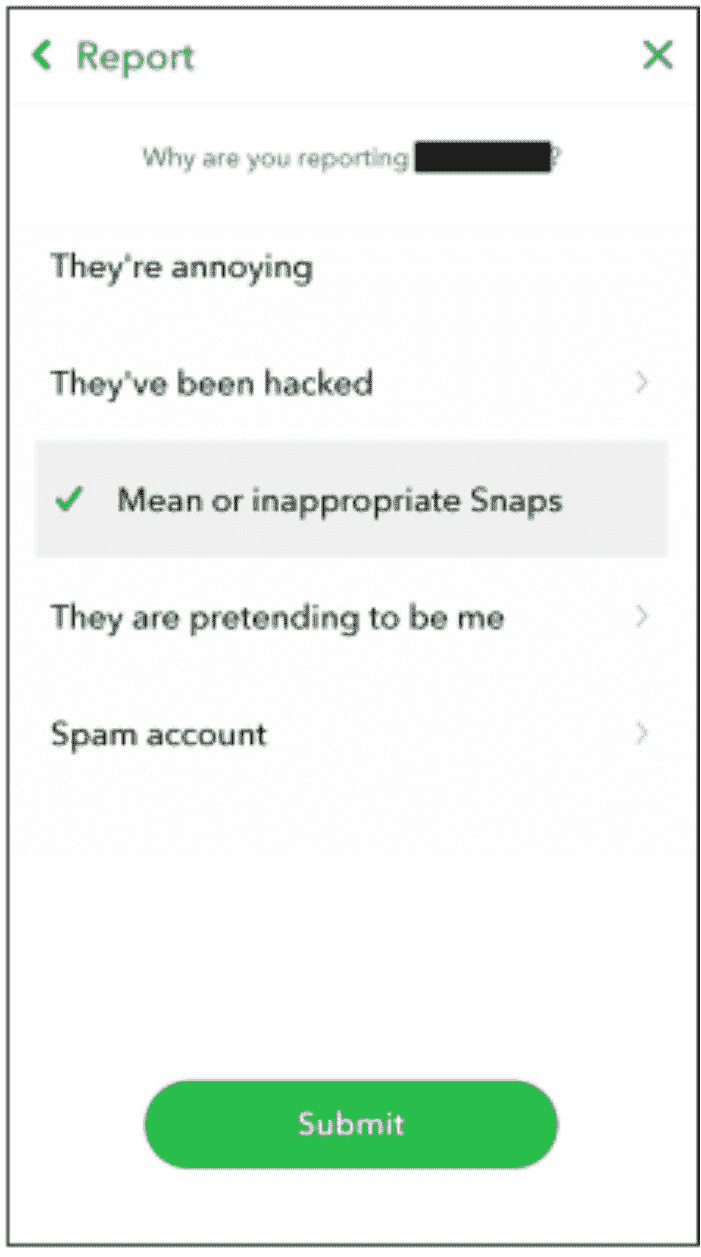 Report
Why are you reporting ?
They're annoying
They've been hacked
Mean or inappropriate Snaps
They are pretending to be me
Spam account
Submit